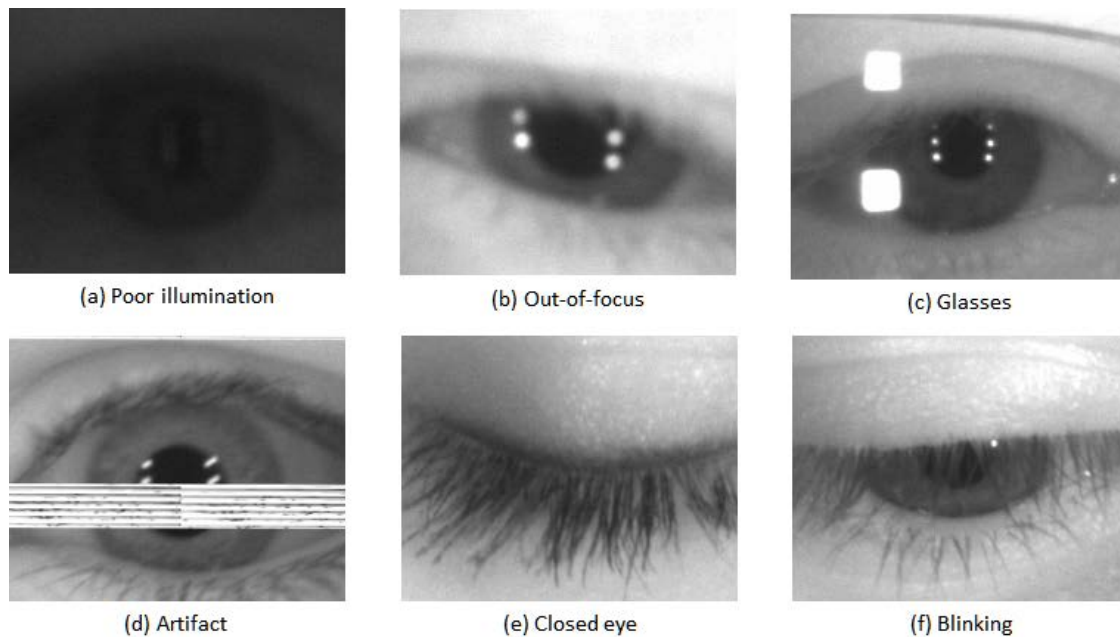 (a) Poor illumination
(b) Out-of-focus
(c) Glasses
(d) Artifact
(e) Closed eye
(f) Blinking